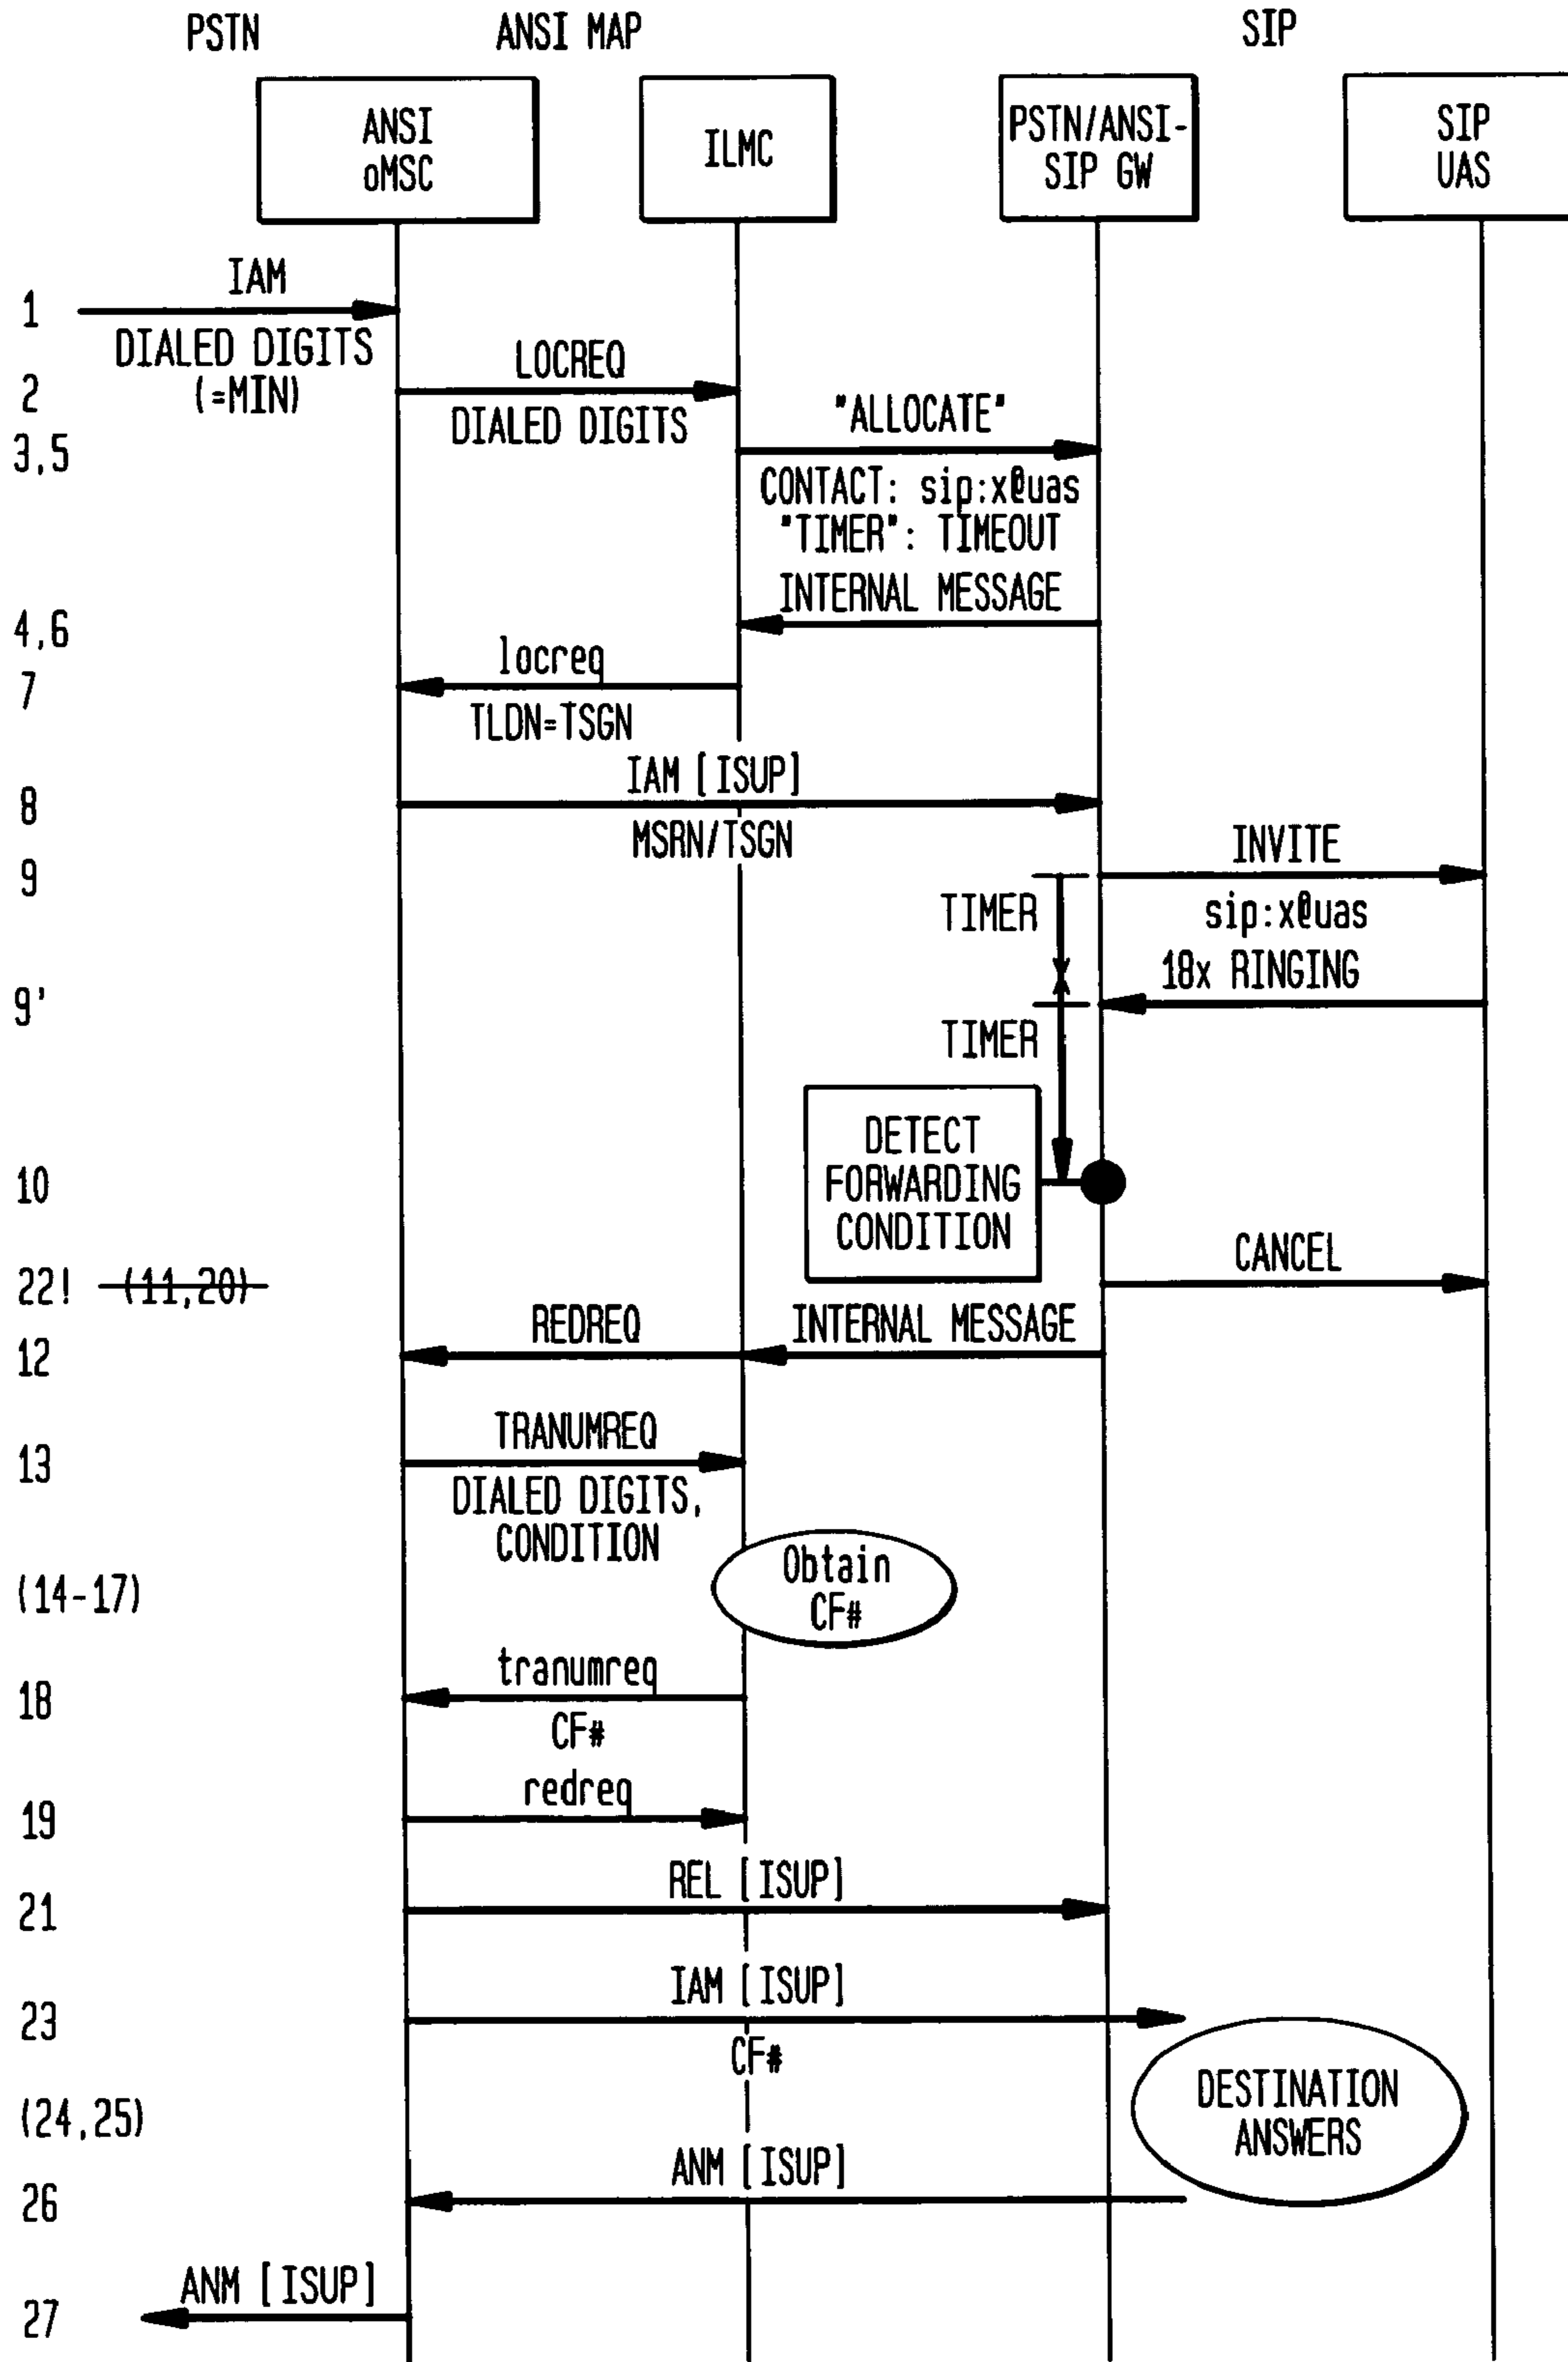 PSTN
ANSI MAP
SIP
ANSI
oMSC
ILMC
PSTN/ANSI-
SIP GW
SIP
UAS
1
IAM
DIALED DIGITS
(=MIN)
2
LOCREQ
DIALED DIGITS
3,5
"ALLOCATE"
CONTACT: sip:x@uas
"TIMER": TIMEOUT
4,6
INTERNAL MESSAGE
7
locreq
TLDN=TSGN
8
IAM [ISUP]
MSRN/TSGN
9
INVITE
sip:x@uas
TIMER
9'
18x RINGING
TIMER
10
DETECT
FORWARDING
CONDITION
22! (11,20)
CANCEL
12
REDREQ
INTERNAL MESSAGE
13
TRANUMREQ
DIALED DIGITS,
CONDITION
(14-17)
Obtain
CF#
18
tranumreq
CF#
19
redreq
21
REL [ISUP]
23
IAM [ISUP]
CF#
(24,25)
DESTINATION
ANSWERS
26
ANM [ISUP]
27
ANM [ISUP]